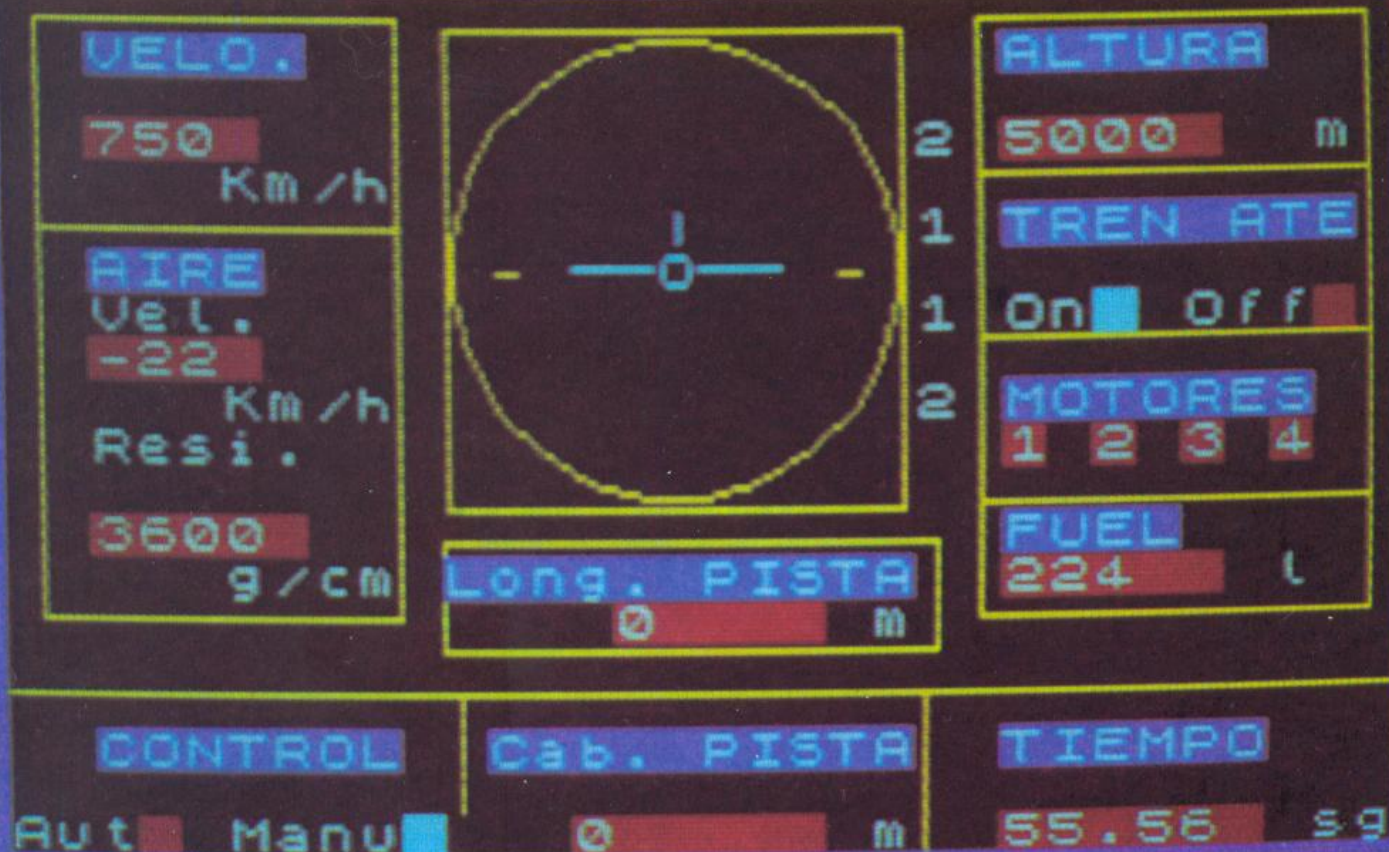 VELO.
750
Km/h
AIRE
Vel.
-22
Km/h
Resi.
3600
g/cm
2
1
1
2
Long. PISTA
0 m
ALTURA
5000 m
TREN ATE
On Off
MOTORES
1 2 3 4
FUEL
224 l
CONTROL
Aut Manu
Cab. PISTA
0 m
TIEMPO
55.56 sg